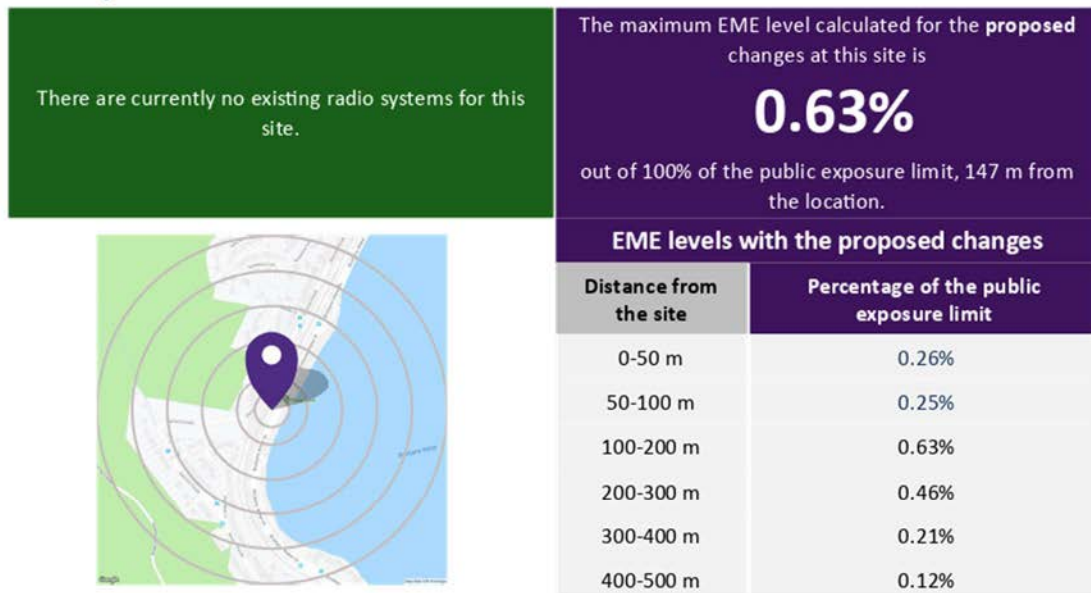 There are currently no existing radio systems for this
site.
The maximum EME level calculated for the proposed
changes at this site is
0.63%
out of 100% of the public exposure limit, 147 m from
the location.
EME levels with the proposed changes
Distance from
the site
Percentage of the public
exposure limit
0-50 m 0.26%
50-100 m 0.25%
100-200 m 0.63%
200-300 m 0.46%
300-400 m 0.21%
400-500 m 0.12%
Google